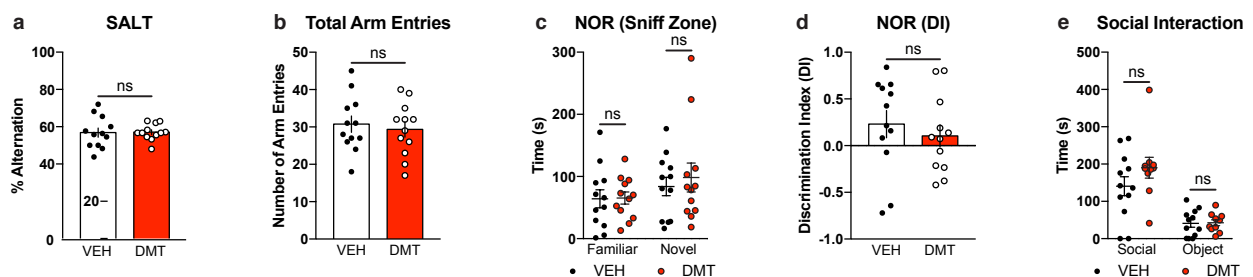 a SALT
ns
% Alternation
100
80
60
40
20
0
20
VEH DMT
b Total Arm Entries
ns
Number of Arm Entries
50
40
30
20
10
0
VEH DMT
c NOR (Sniff Zone)
ns
ns
Time (s)
300
200
100
0
Familiar Novel
VEH DMT
d NOR (DI)
ns
Discrimination Index (DI)
1.0
0.5
0.0
-0.5
-1.0
VEH DMT
e Social Interaction
ns
ns
Time (s)
500
400
300
200
100
0
Social Object
VEH DMT